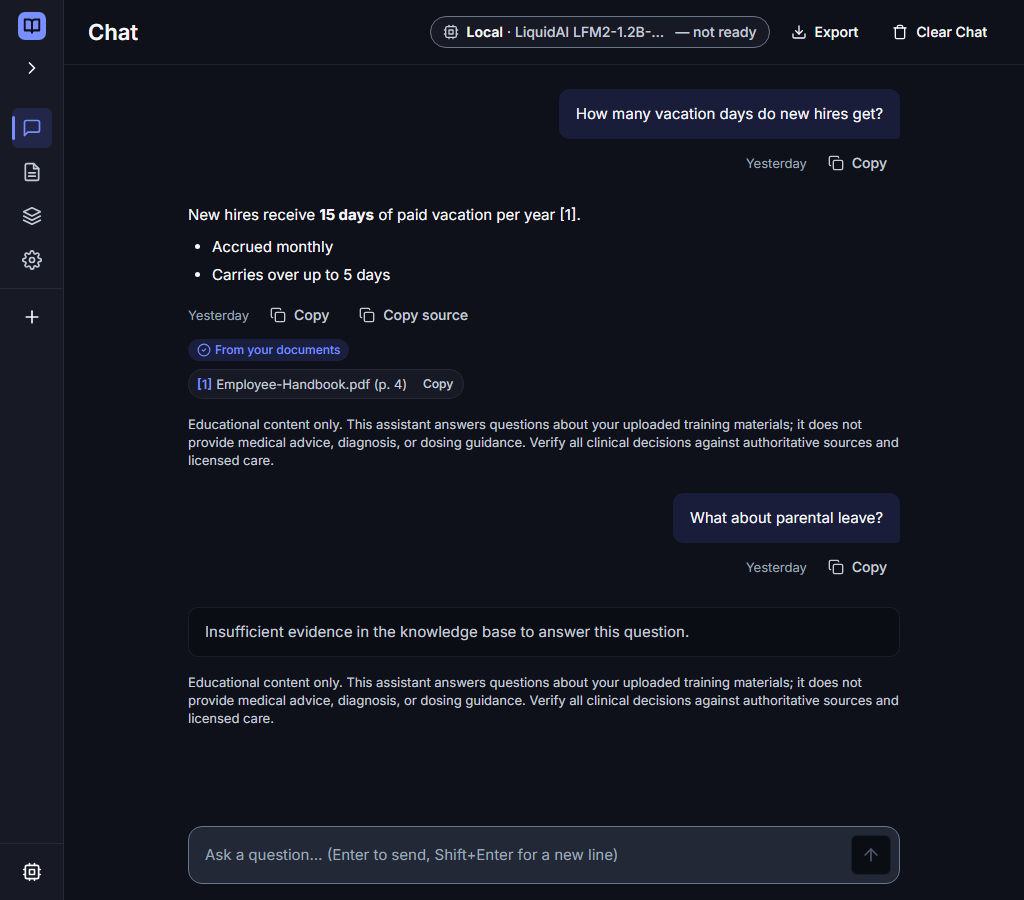 Chat
Local · LiquidAI LFM2-1.2B-... — not ready
Export
Clear Chat
How many vacation days do new hires get?
Yesterday
Copy
New hires receive 15 days of paid vacation per year [1].
• Accrued monthly
• Carries over up to 5 days
Yesterday
Copy
Copy source
From your documents
[1] Employee-Handbook.pdf (p. 4)
Copy
Educational content only. This assistant answers questions about your uploaded training materials; it does not
provide medical advice, diagnosis, or dosing guidance. Verify all clinical decisions against authoritative sources and
licensed care.
What about parental leave?
Yesterday
Copy
Insufficient evidence in the knowledge base to answer this question.
Educational content only. This assistant answers questions about your uploaded training materials; it does not
provide medical advice, diagnosis, or dosing guidance. Verify all clinical decisions against authoritative sources and
licensed care.
Ask a question... (Enter to send, Shift+Enter for a new line)